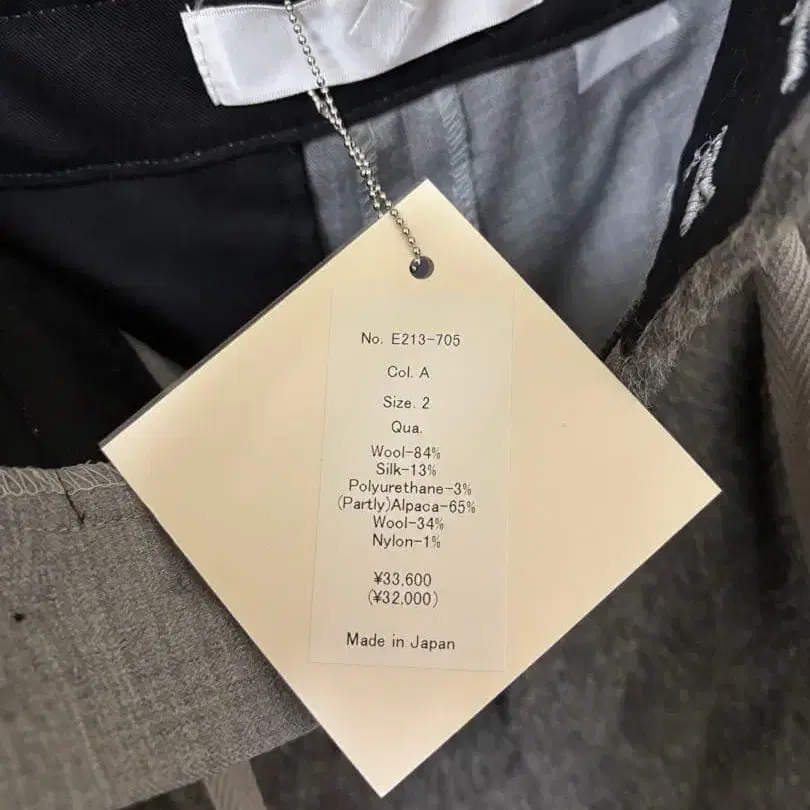 No. E213-705
Col. A
Size. 2
Qua.
Wool-84%
Silk-13%
Polyurethane-3%
(Partly)Alpaca-65%
Wool-34%
Nylon-1%
¥33,600
(¥32,000)
Made in Japan